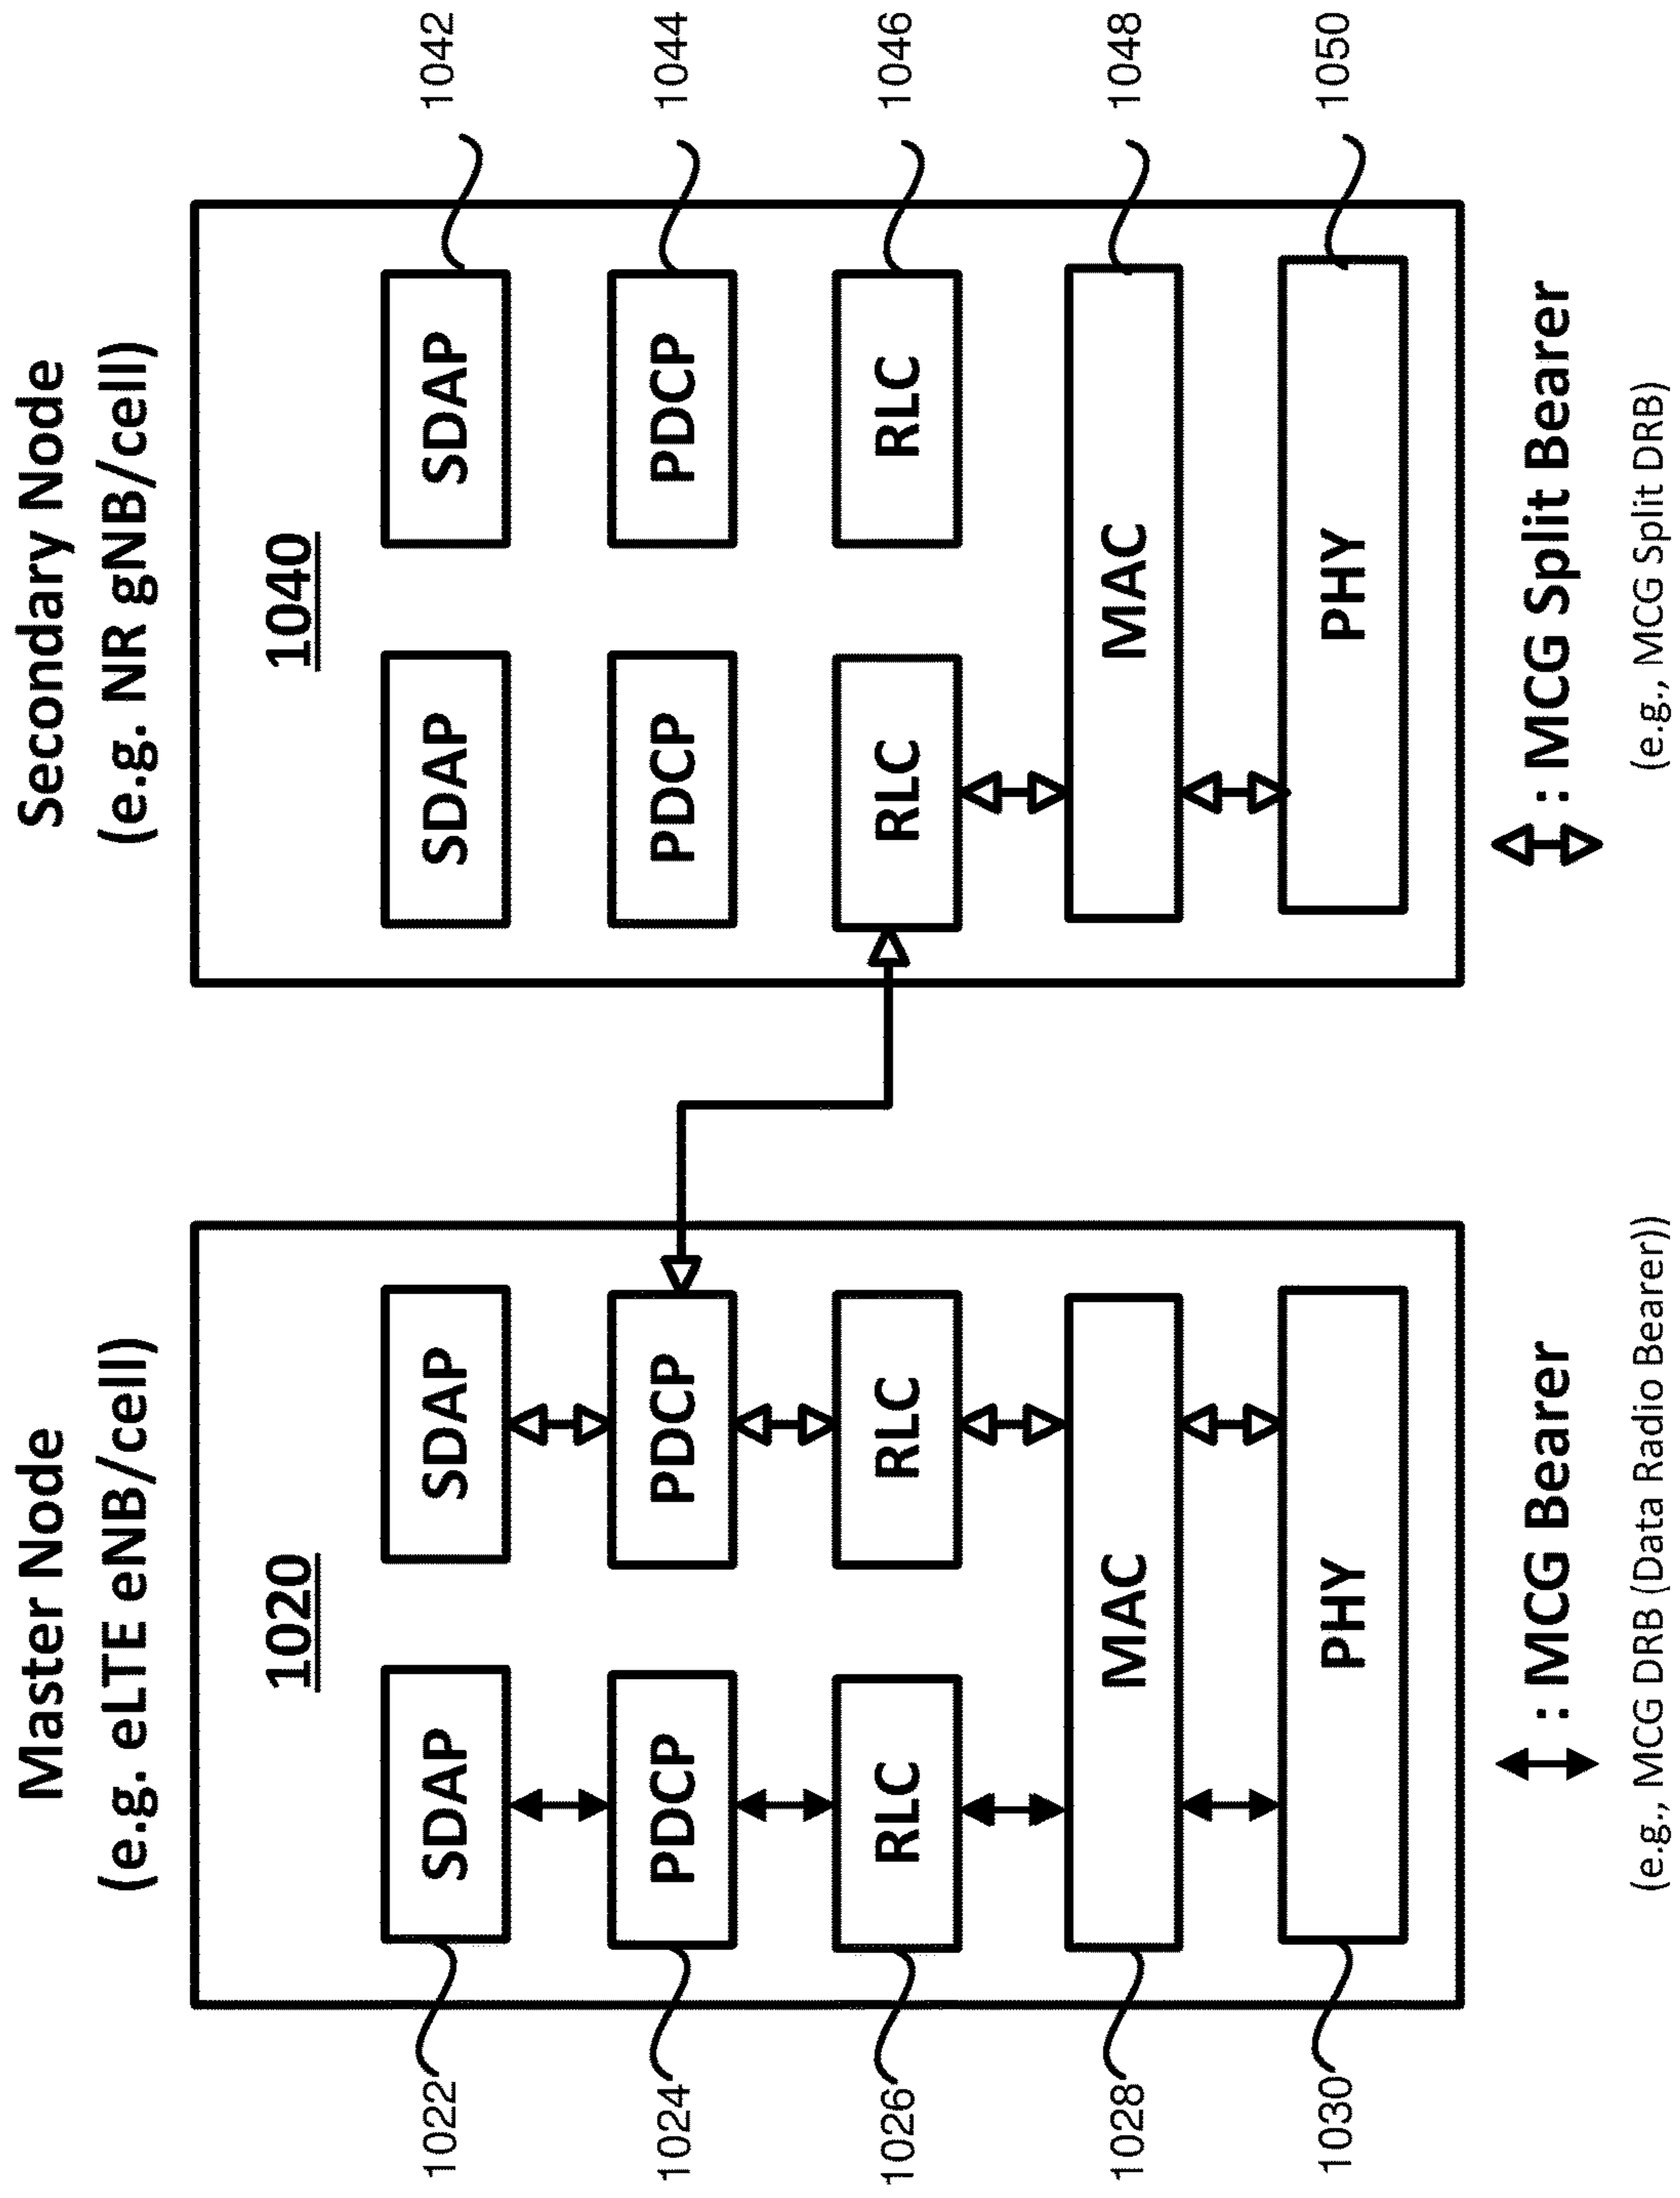 Master Node
(e.g. eLTE eNB/cell)
1020
SDAP
SDAP
PDCP
PDCP
RLC
RLC
MAC
PHY
1022
1024
1026
1028
1030
: MCG Bearer
(e.g., MCG DRB (Data Radio Bearer))
Secondary Node
(e.g. NR gNB/cell)
1040
SDAP
SDAP
PDCP
PDCP
RLC
RLC
MAC
PHY
1042
1044
1046
1048
1050
: MCG Split Bearer
(e.g., MCG Split DRB)